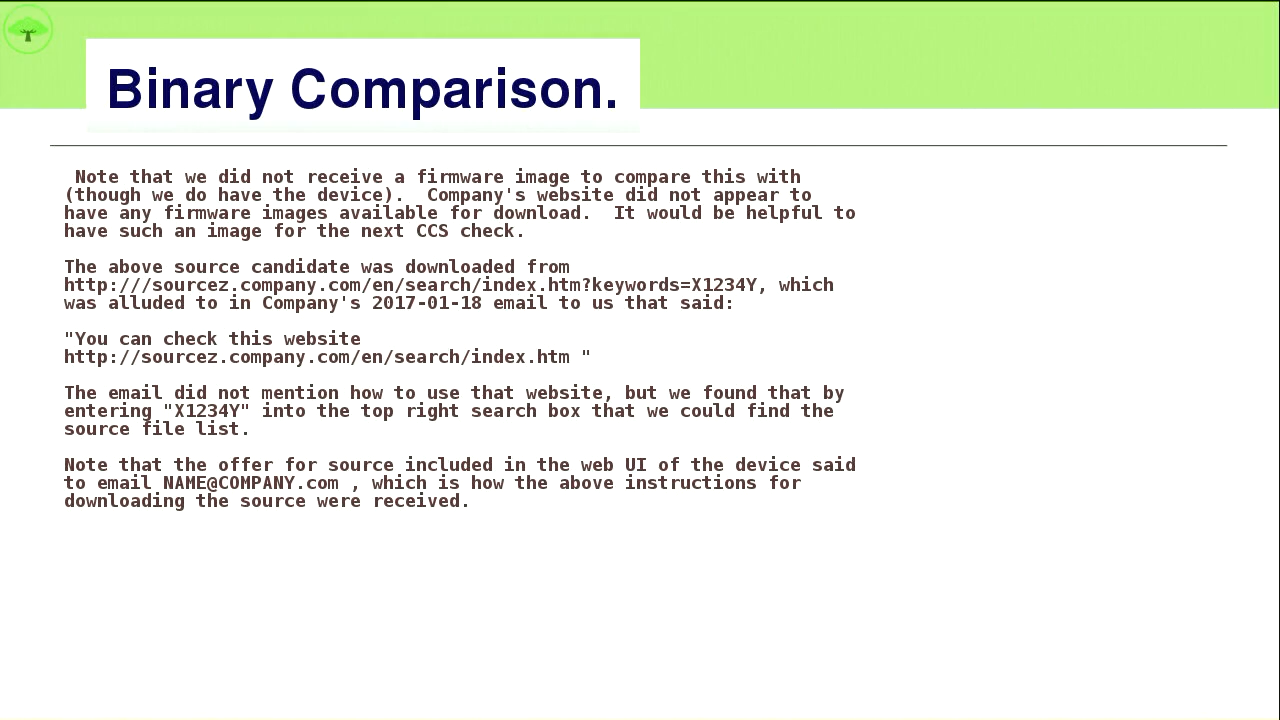 Binary Comparison.
Note that we did not receive a firmware image to compare this with
(though we do have the device).  Company's website did not appear to
have any firmware images available for download.  It would be helpful to
have such an image for the next CCS check.
The above source candidate was downloaded from
http:///sourcez.company.com/en/search/index.htm?keywords=X1234Y, which
was alluded to in Company's 2017-01-18 email to us that said:
"You can check this website
http://sourcez.company.com/en/search/index.htm "
The email did not mention how to use that website, but we found that by
entering "X1234Y" into the top right search box that we could find the
source file list.
Note that the offer for source included in the web UI of the device said
to email NAME@COMPANY.com , which is how the above instructions for
downloading the source were received.